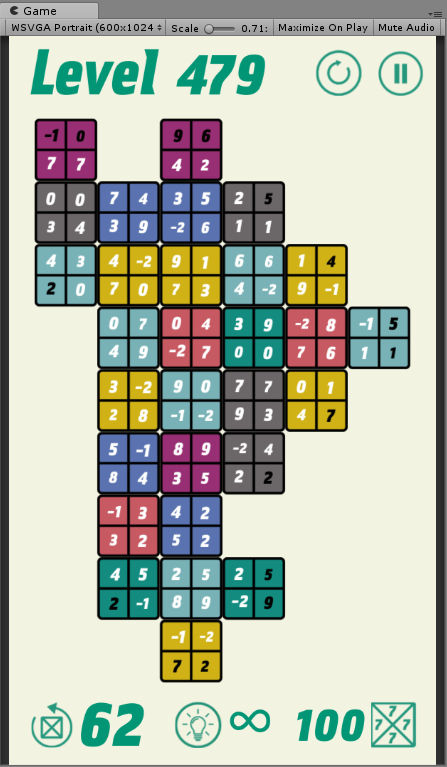 Game
WSVGA Portrait (600x1024
Scale
0.71:
Maximize On Play
Mute Audio
Level 479
-1 0 9 6
7 7 4 2
0 0 7 4 3 5 2 5
3 4 3 9 -2 6 1 1
4 3 4 -2 9 1 6 6 1 4
2 0 7 0 7 3 4 -2 9 -1
0 7 0 4 3 9 -2 8 -1 5
4 9 -2 7 0 0 7 6 1 1
3 -2 9 0 7 7 0 1
2 8 -1 -2 9 3 4 7
5 -1 8 9 -2 4
8 4 3 5 2 2
-1 3 4 2
3 2 5 2
4 5 2 5 2 5
2 -1 8 9 -2 9
-1 -2
7 2
62 ∞ 100
7
7 7
7